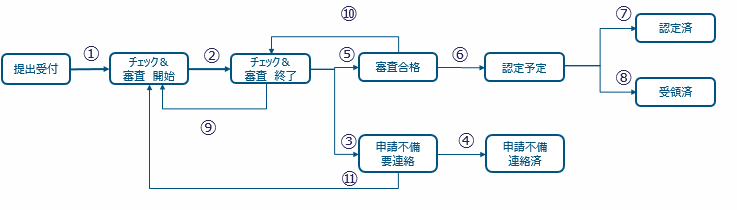 ⑩
⑦
認定済
①
②
⑤
⑥
提出受付
チェック＆
審査 開始
チェック＆
審査 終了
審査合格
認定予定
⑧
受領済
⑨
③
④
申請不備
要連絡
申請不備
連絡済
⑪